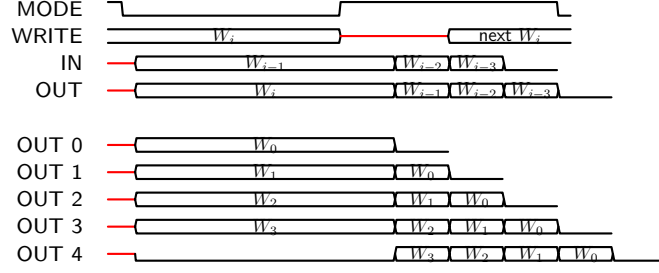 MODE
WRITE W_i next W_i
IN W_{i-1} W_{i-2} W_{i-3}
OUT W_i W_{i-1} W_{i-2} W_{i-3}
OUT 0 W_0
OUT 1 W_1 W_0
OUT 2 W_2 W_1 W_0
OUT 3 W_3 W_2 W_1 W_0
OUT 4 W_3 W_2 W_1 W_0